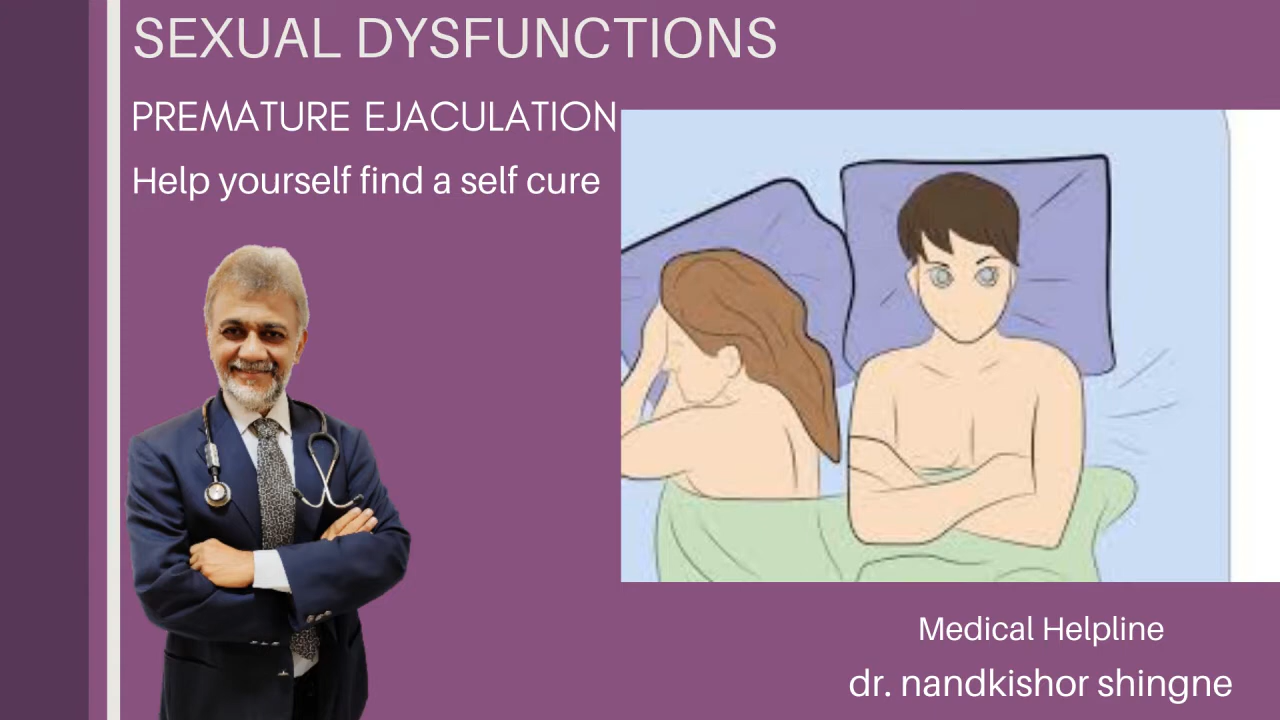 SEXUAL DYSFUNCTIONS
PREMATURE EJACULATION
Help yourself find a self cure
Medical Helpline
dr. nandkishor shingne